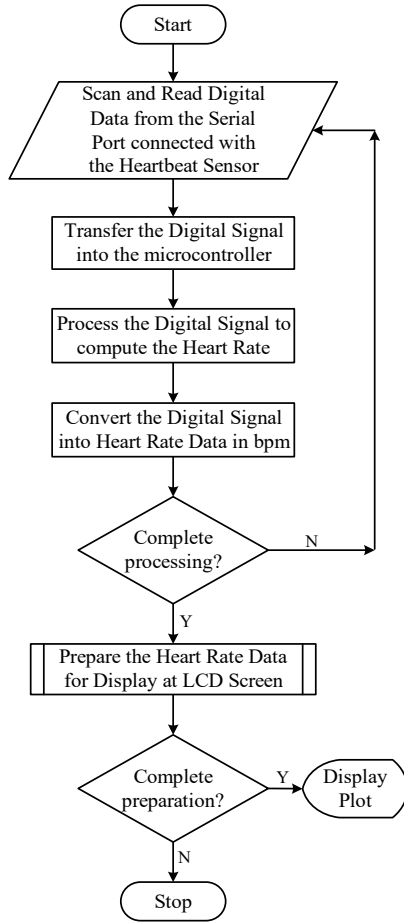 Start
Scan and Read Digital
Data from the Serial
Port connected with
the Heartbeat Sensor
Transfer the Digital Signal
into the microcontroller
Process the Digital Signal to
compute the Heart Rate
Convert the Digital Signal
into Heart Rate Data in bpm
Complete
processing?
N
Y
Prepare the Heart Rate Data
for Display at LCD Screen
Complete
preparation?
Y
Display
Plot
N
Stop